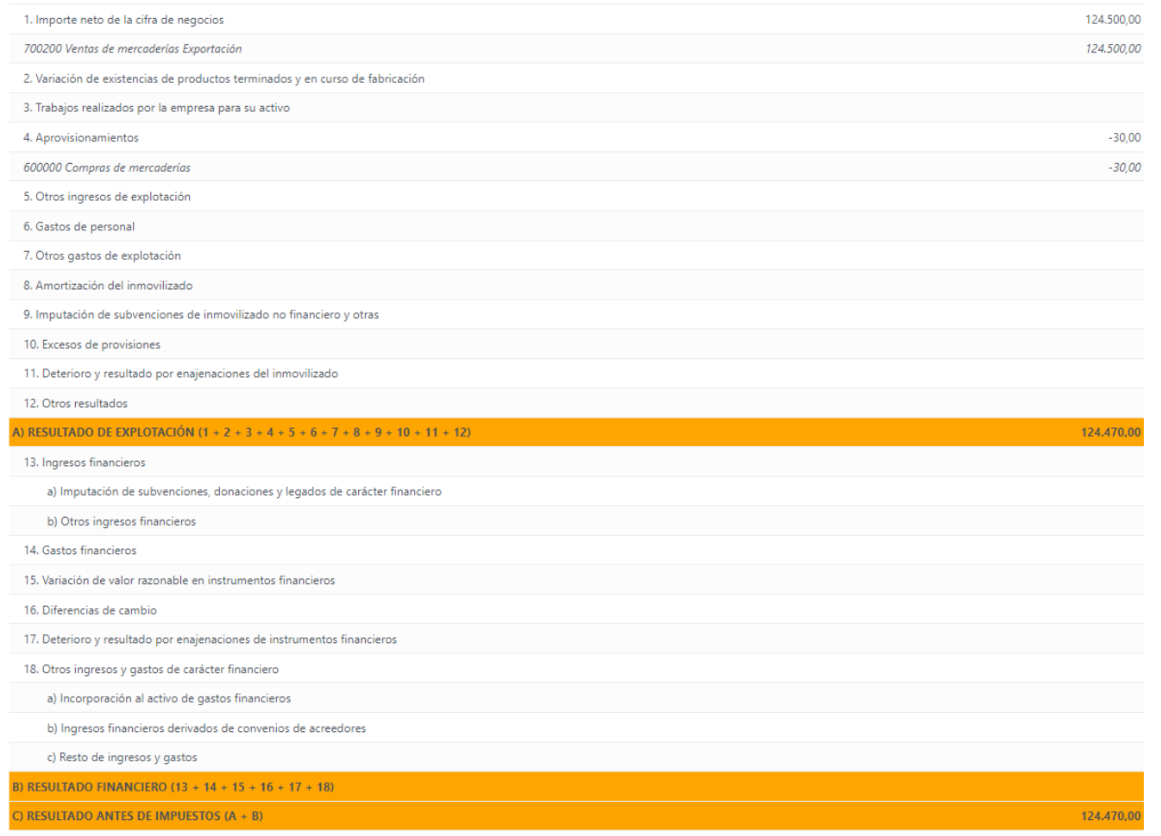 1. Importe neto de la cifra de negocios 124.500,00
700200 Ventas de mercaderías Exportación 124.500,00
2. Variación de existencias de productos terminados y en curso de fabricación
3. Trabajos realizados por la empresa para su activo
4. Aprovisionamientos -30,00
600000 Compras de mercaderías -30,00
5. Otros ingresos de explotación
6. Gastos de personal
7. Otros gastos de explotación
8. Amortización del inmovilizado
9. Imputación de subvenciones de inmovilizado no financiero y otras
10. Excesos de provisiones
11. Deterioro y resultado por enajenaciones del inmovilizado
12. Otros resultados
A) RESULTADO DE EXPLOTACIÓN (1 + 2 + 3 + 4 + 5 + 6 + 7 + 8 + 9 + 10 + 11 + 12) 124.470,00
13. Ingresos financieros
a) Imputación de subvenciones, donaciones y legados de carácter financiero
b) Otros ingresos financieros
14. Gastos financieros
15. Variación de valor razonable en instrumentos financieros
16. Diferencias de cambio
17. Deterioro y resultado por enajenaciones de instrumentos financieros
18. Otros ingresos y gastos de carácter financiero
a) Incorporación al activo de gastos financieros
b) Ingresos financieros derivados de convenios de acreedores
c) Resto de ingresos y gastos
B) RESULTADO FINANCIERO (13 + 14 + 15 + 16 + 17 + 18)
C) RESULTADO ANTES DE IMPUESTOS (A + B) 124.470,00